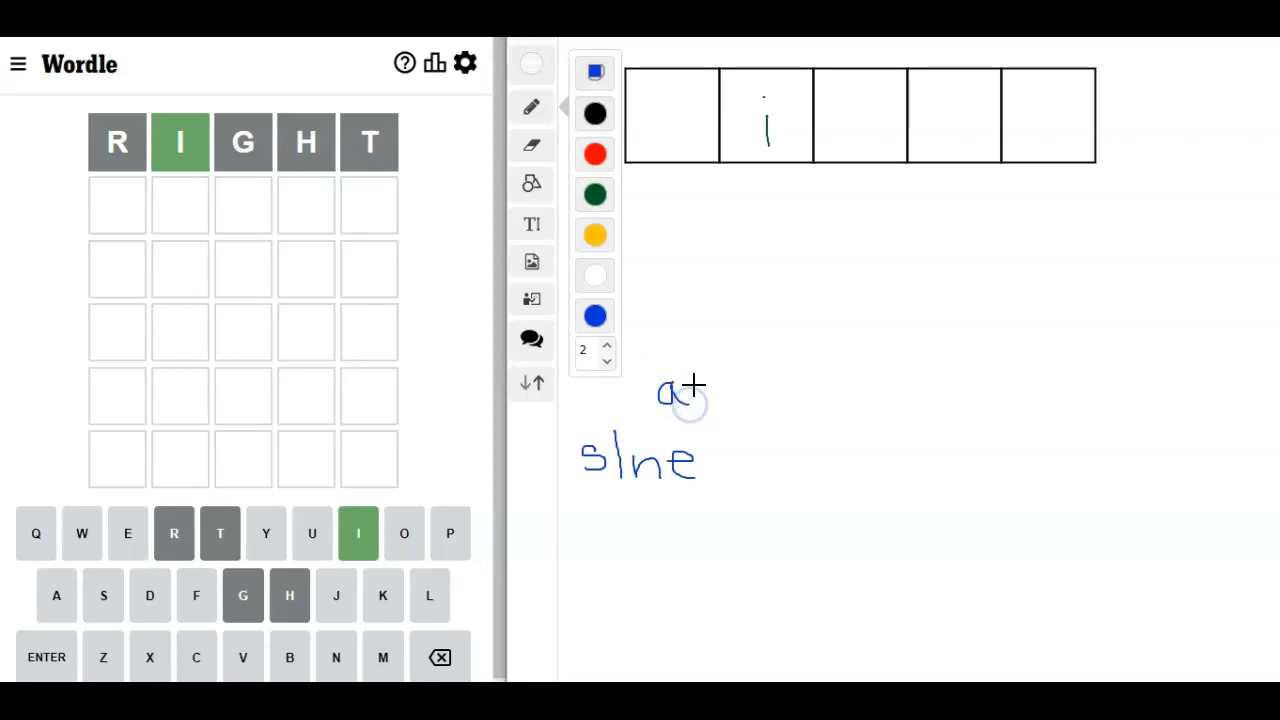 Wordle
R I G H T
i
T
2
a
slne
Q W E R T Y U I O P
A S D F G H J K L
ENTER Z X C V B N M